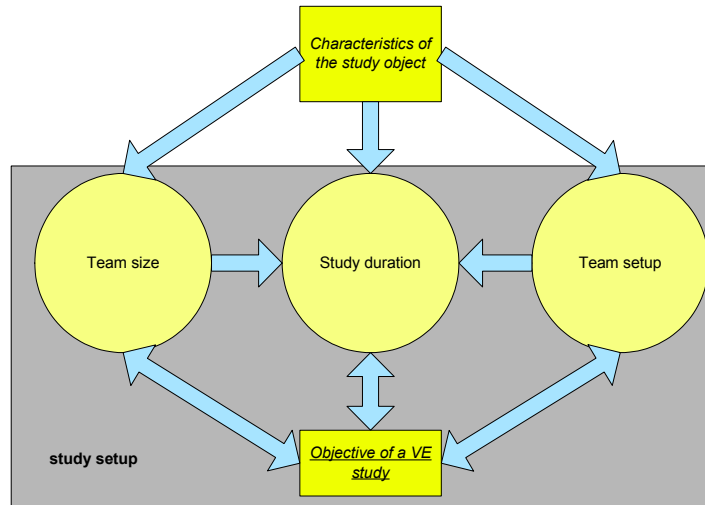 Characteristics of
the study object
Team size
Study duration
Team setup
Objective of a VE
study
study setup